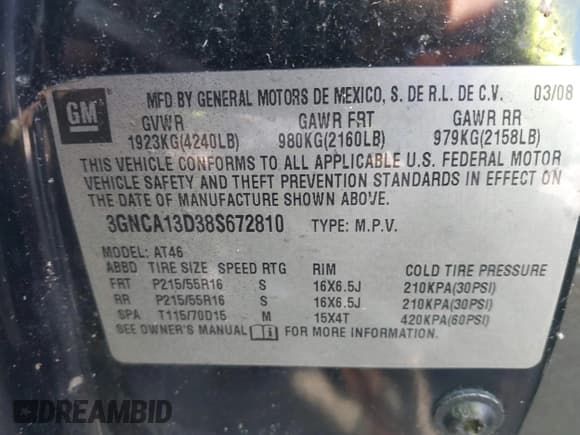 GM
MFD BY GENERAL MOTORS DE MEXICO, S. DE R.L. DE C.V. 03/08
GVWR GAWR FRT GAWR RR
1923KG(4240LB) 980KG(2160LB) 979KG(2158LB)
THIS VEHICLE CONFORMS TO ALL APPLICABLE U.S. FEDERAL MOTOR
VEHICLE SAFETY AND THEFT PREVENTION STANDARDS IN EFFECT ON
THE DATE OF MANUFACTURE SHOWN ABOVE.
3GNCA13D38S672810 TYPE: M.P.V.
MODEL: AT46
ABBD TIRE SIZE SPEED RTG RIM COLD TIRE PRESSURE
FRT P215/55R16 S 16X6.5J 210KPA(30PSI)
RR P215/55R16 S 16X6.5J 210KPA(30PSI)
SPA T115/70D15 M 15X4T 420KPA(60PSI)
SEE OWNER'S MANUAL FOR MORE INFORMATION.
DREAMBID